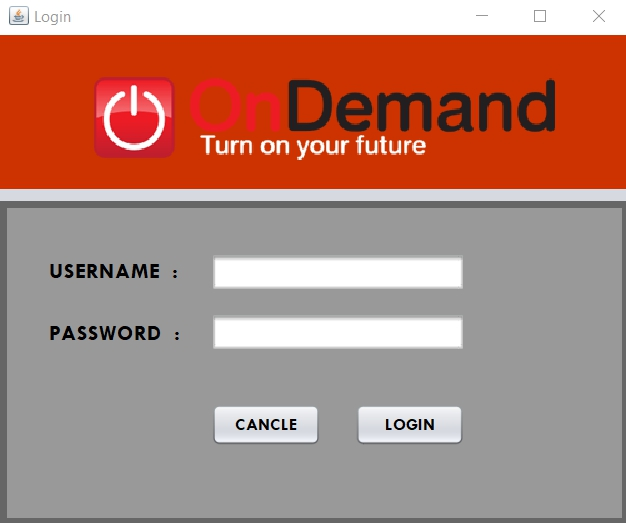 Login
OnDemand
Turn on your future
USERNAME :
PASSWORD :
CANCLE LOGIN